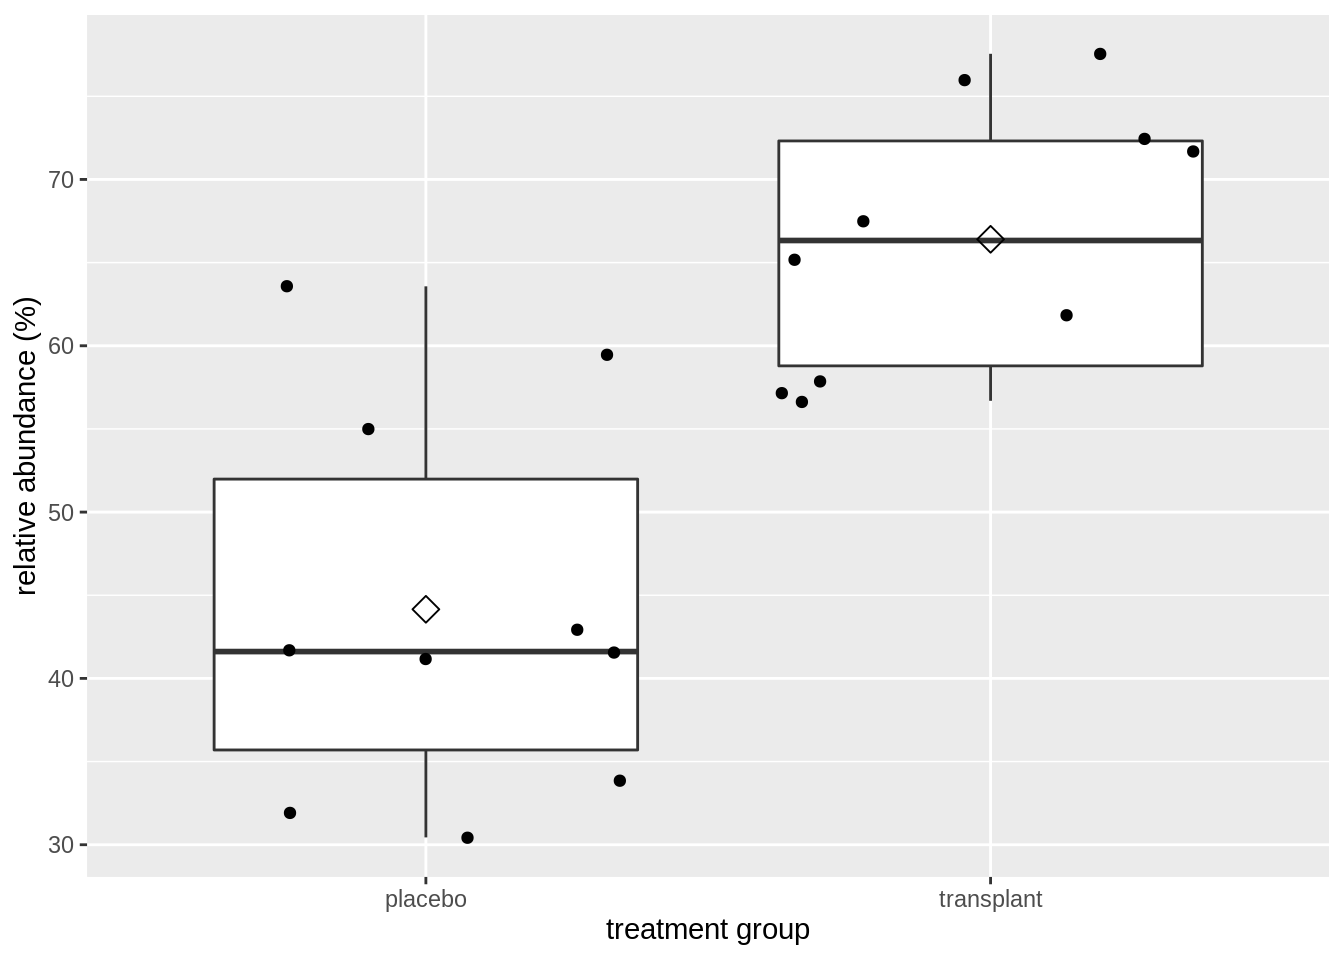 relative abundance (%)
70
60
50
40
30
placebo
transplant
treatment group